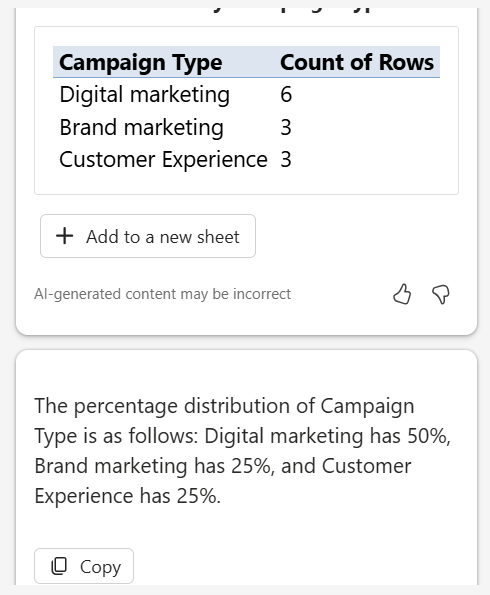 Campaign Type Count of Rows
Digital marketing 6
Brand marketing 3
Customer Experience 3
Add to a new sheet
AI-generated content may be incorrect
The percentage distribution of Campaign
Type is as follows: Digital marketing has 50%,
Brand marketing has 25%, and Customer
Experience has 25%.
Copy